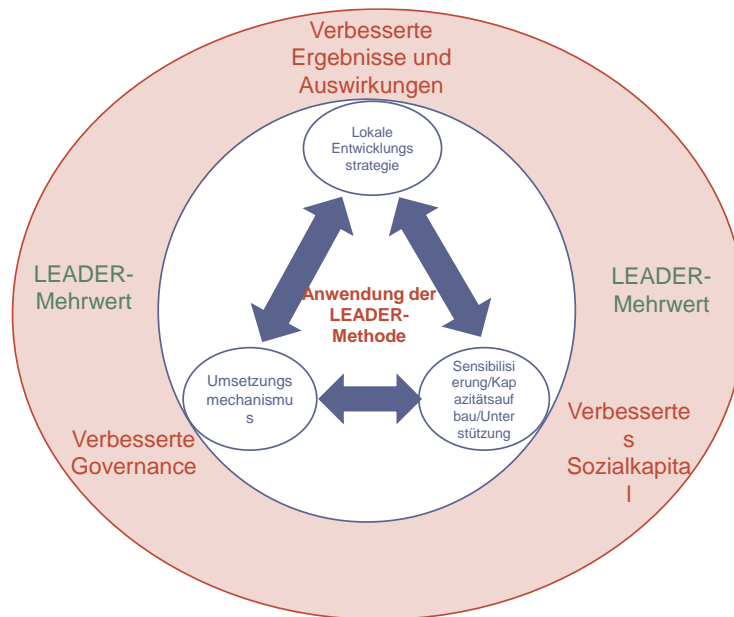 Verbesserte
Ergebnisse und
Auswirkungen
Lokale
Entwicklungs
strategie
LEADER-
Mehrwert
Anwendung der
LEADER-
Methode
LEADER-
Mehrwert
Umsetzungs
mechanismu
s
Sensibilisi
erung/Kap
azitätsauf
bau/Unter
stützung
Verbesserte
Governance
Verbesserte
s
Sozialkapita
l